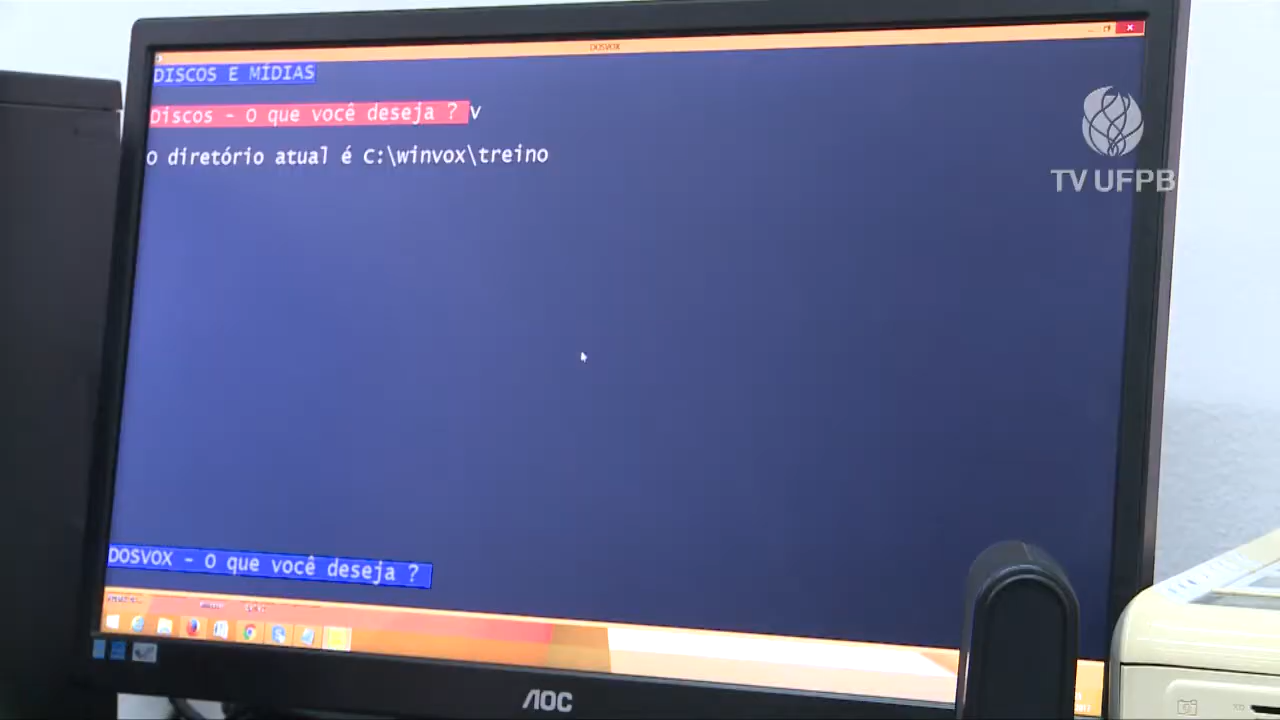 DOSVOX
DISCOS E MÍDIAS
Discos - O que você deseja ? v
O diretório atual é C:\winvox\treino
TV UFPB
DOSVOX - O que você deseja ?
AOC